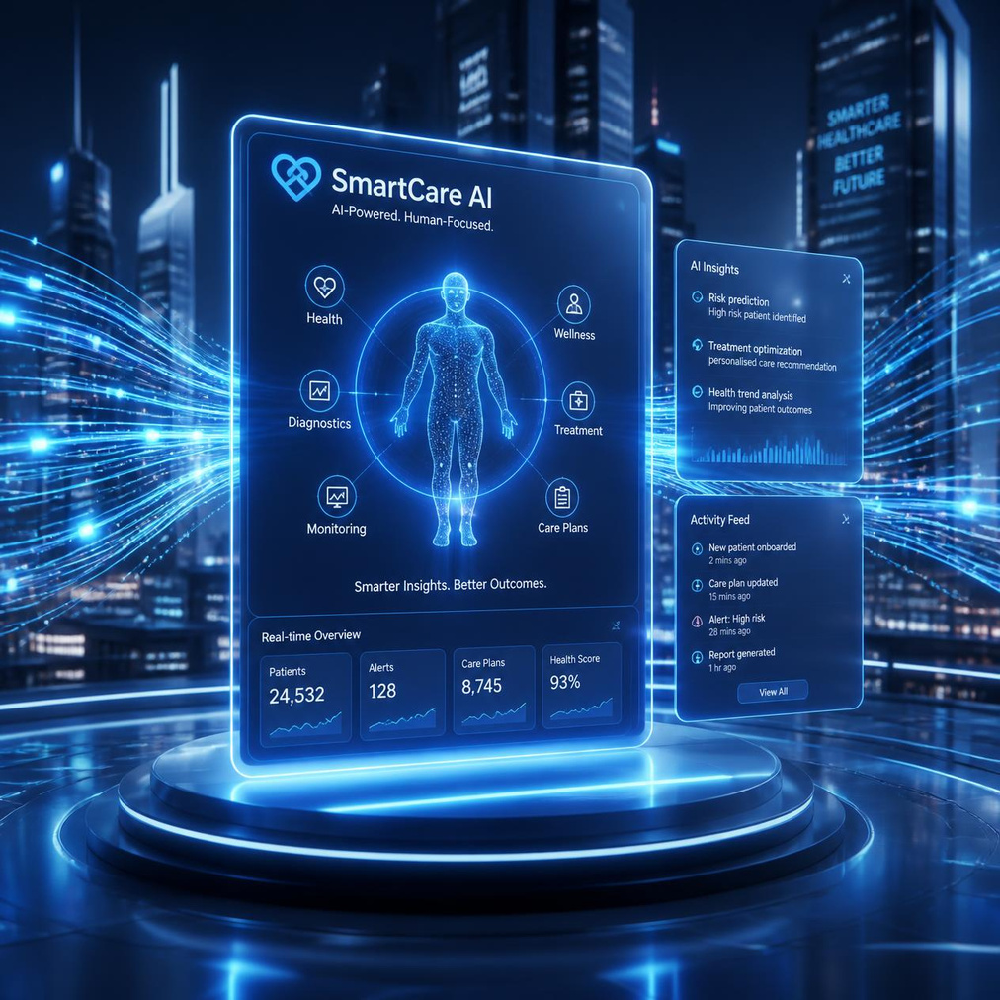 SmartCare AI
AI-Powered. Human-Focused.
Health
Wellness
Diagnostics
Treatment
Monitoring
Care Plans
Smarter Insights. Better Outcomes.
Real-time Overview
Patients
24,532
Alerts
128
Care Plans
8,745
Health Score
93%
AI Insights
Risk prediction
High risk patient identified
Treatment optimization
personalised care recommendation
Health trend analysis
Improving patient outcomes
Activity Feed
New patient onboarded
2 mins ago
Care plan updated
15 mins ago
Alert: High risk
28 mins ago
Report generated
1 hr ago
View All
SMARTER
HEALTHCARE
BETTER
FUTURE